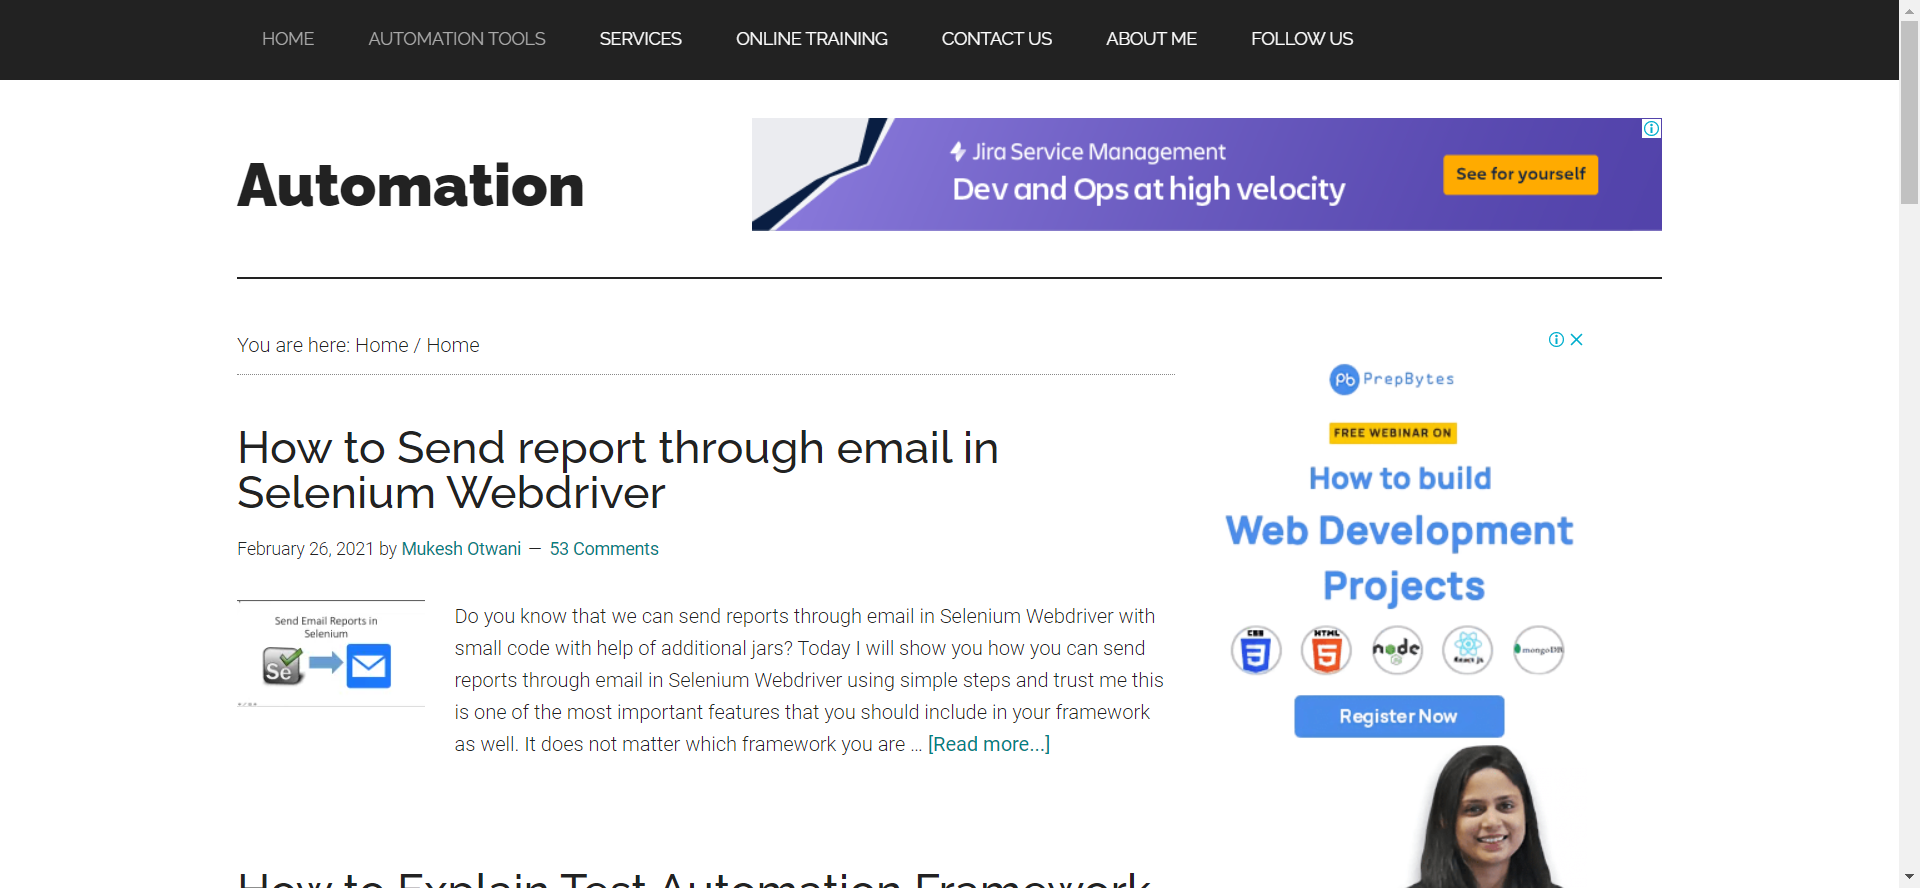 HOME AUTOMATION TOOLS SERVICES ONLINE TRAINING CONTACT US ABOUT ME FOLLOW US
Automation
Jira Service Management
Dev and Ops at high velocity
See for yourself
You are here: Home / Home
How to Send report through email in
Selenium Webdriver
February 26, 2021 by Mukesh Otwani — 53 Comments
Send Email Reports in
Selenium
Se
Do you know that we can send reports through email in Selenium Webdriver with
small code with help of additional jars? Today I will show you how you can send
reports through email in Selenium Webdriver using simple steps and trust me this
is one of the most important features that you should include in your framework
as well. It does not matter which framework you are ... [Read more...]
How to Explain Test Automation Framework
pb PrepBytes
FREE WEBINAR ON
How to build
Web Development
Projects
CSS 3 HTML 5 node JS React js mongoDB
Register Now